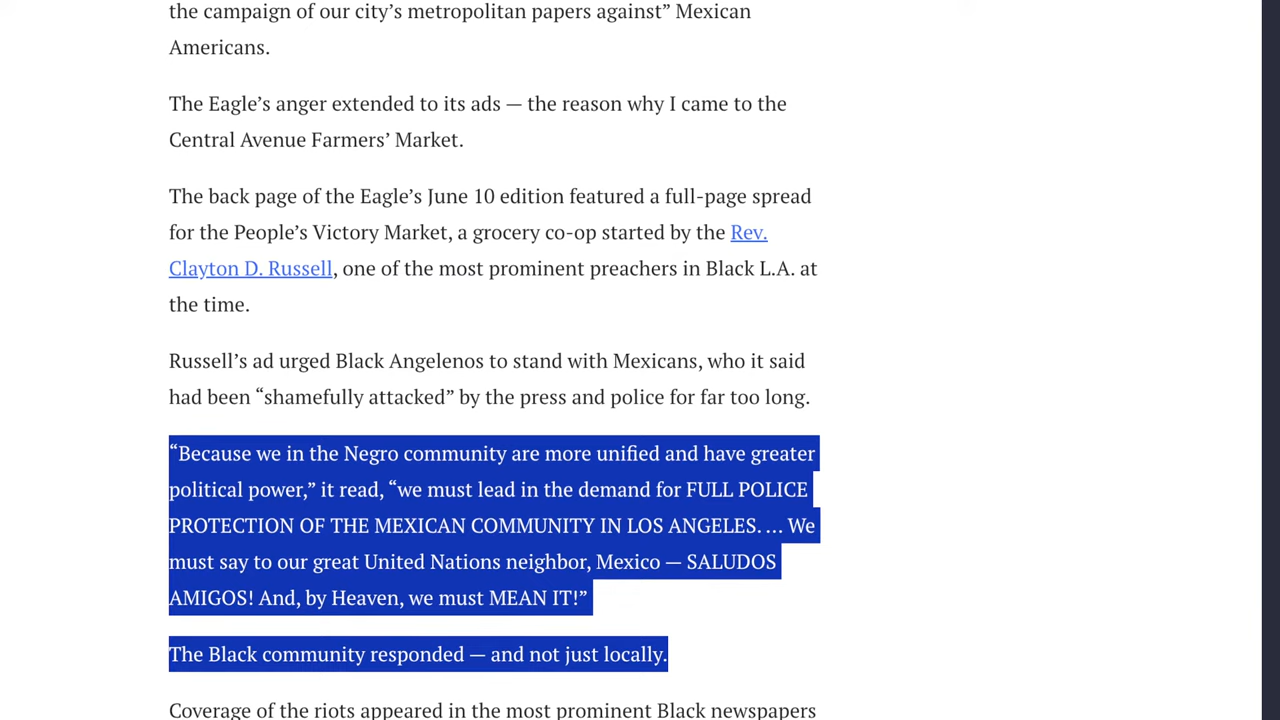 the campaign of our city’s metropolitan papers against” Mexican
Americans.
The Eagle’s anger extended to its ads — the reason why I came to the
Central Avenue Farmers’ Market.
The back page of the Eagle’s June 10 edition featured a full-page spread
for the People’s Victory Market, a grocery co-op started by the Rev.
Clayton D. Russell, one of the most prominent preachers in Black L.A. at
the time.
Russell’s ad urged Black Angelenos to stand with Mexicans, who it said
had been “shamefully attacked” by the press and police for far too long.
“Because we in the Negro community are more unified and have greater
political power,” it read, “we must lead in the demand for FULL POLICE
PROTECTION OF THE MEXICAN COMMUNITY IN LOS ANGELES. … We
must say to our great United Nations neighbor, Mexico — SALUDOS
AMIGOS! And, by Heaven, we must MEAN IT!”
The Black community responded — and not just locally.
Coverage of the riots appeared in the most prominent Black newspapers